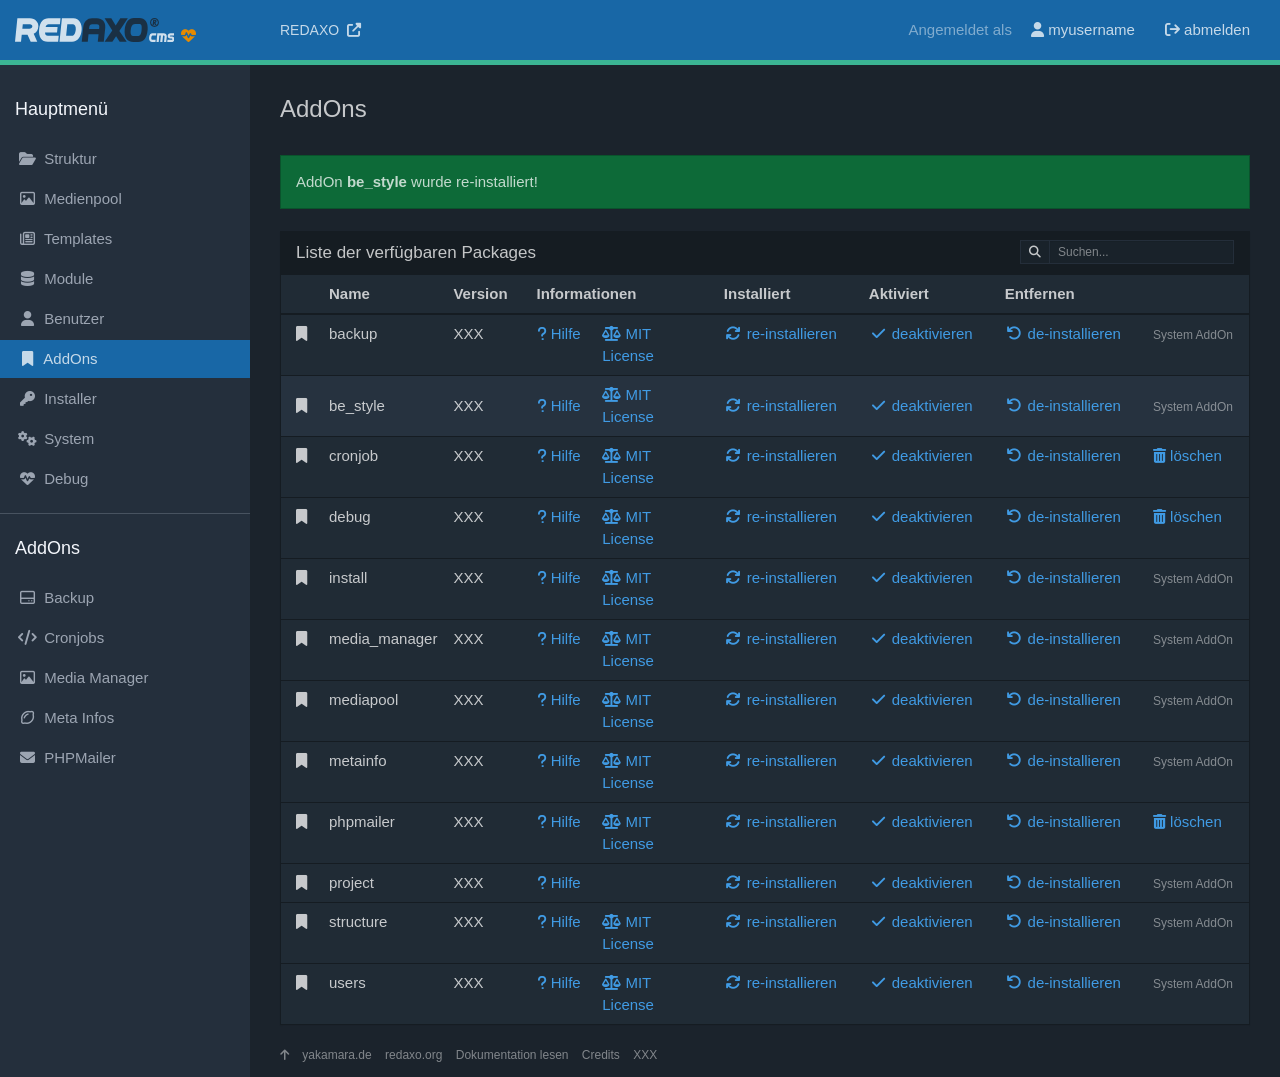 REDAXO® cms
REDAXO
Angemeldet als myusername abmelden
Hauptmenü
Struktur
Medienpool
Templates
Module
Benutzer
AddOns
Installer
System
Debug
AddOns
Backup
Cronjobs
Media Manager
Meta Infos
PHPMailer
AddOns
AddOn be_style wurde re-installiert!
Liste der verfügbaren Packages
Suchen...
Name Version Informationen Installiert Aktiviert Entfernen
backup XXX Hilfe MIT re-installieren deaktivieren de-installieren System AddOn
License
be_style XXX Hilfe MIT re-installieren deaktivieren de-installieren System AddOn
License
cronjob XXX Hilfe MIT re-installieren deaktivieren de-installieren löschen
License
debug XXX Hilfe MIT re-installieren deaktivieren de-installieren löschen
License
install XXX Hilfe MIT re-installieren deaktivieren de-installieren System AddOn
License
media_manager XXX Hilfe MIT re-installieren deaktivieren de-installieren System AddOn
License
mediapool XXX Hilfe MIT re-installieren deaktivieren de-installieren System AddOn
License
metainfo XXX Hilfe MIT re-installieren deaktivieren de-installieren System AddOn
License
phpmailer XXX Hilfe MIT re-installieren deaktivieren de-installieren löschen
License
project XXX Hilfe re-installieren deaktivieren de-installieren System AddOn
structure XXX Hilfe MIT re-installieren deaktivieren de-installieren System AddOn
License
users XXX Hilfe MIT re-installieren deaktivieren de-installieren System AddOn
License
yakamara.de redaxo.org Dokumentation lesen Credits XXX